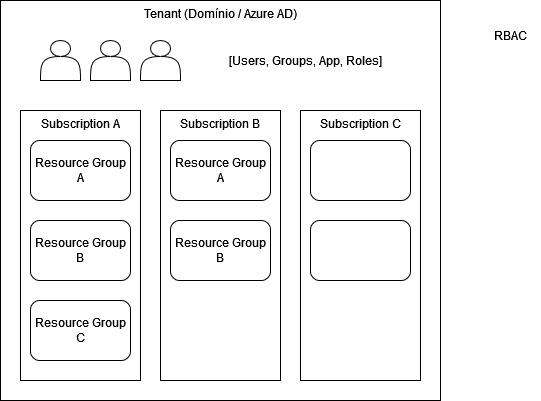 Tenant (Domínio / Azure AD)
RBAC
[Users, Groups, App, Roles]
Subscription A
Resource Group
A
Resource Group
B
Resource Group
C
Subscription B
Resource Group
A
Resource Group
B
Subscription C